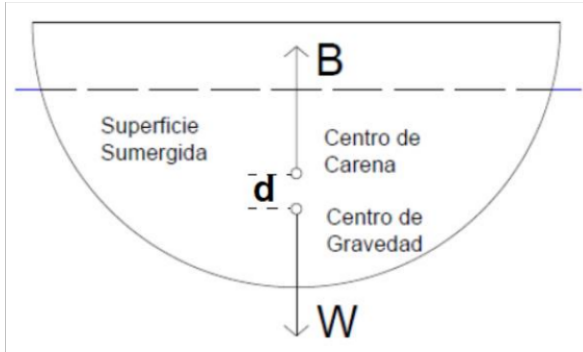 B
Superficie
Sumergida
Centro de
Carena
d
Centro de
Gravedad
W